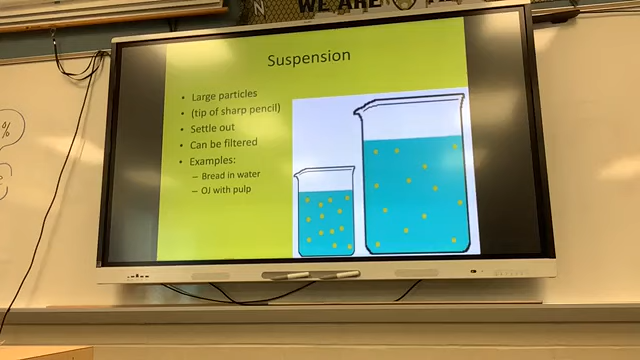 WE ARE
N
Suspension
• Large particles
• (tip of sharp pencil)
• Settle out
• Can be filtered
• Examples:
– Bread in water
– OJ with pulp
%